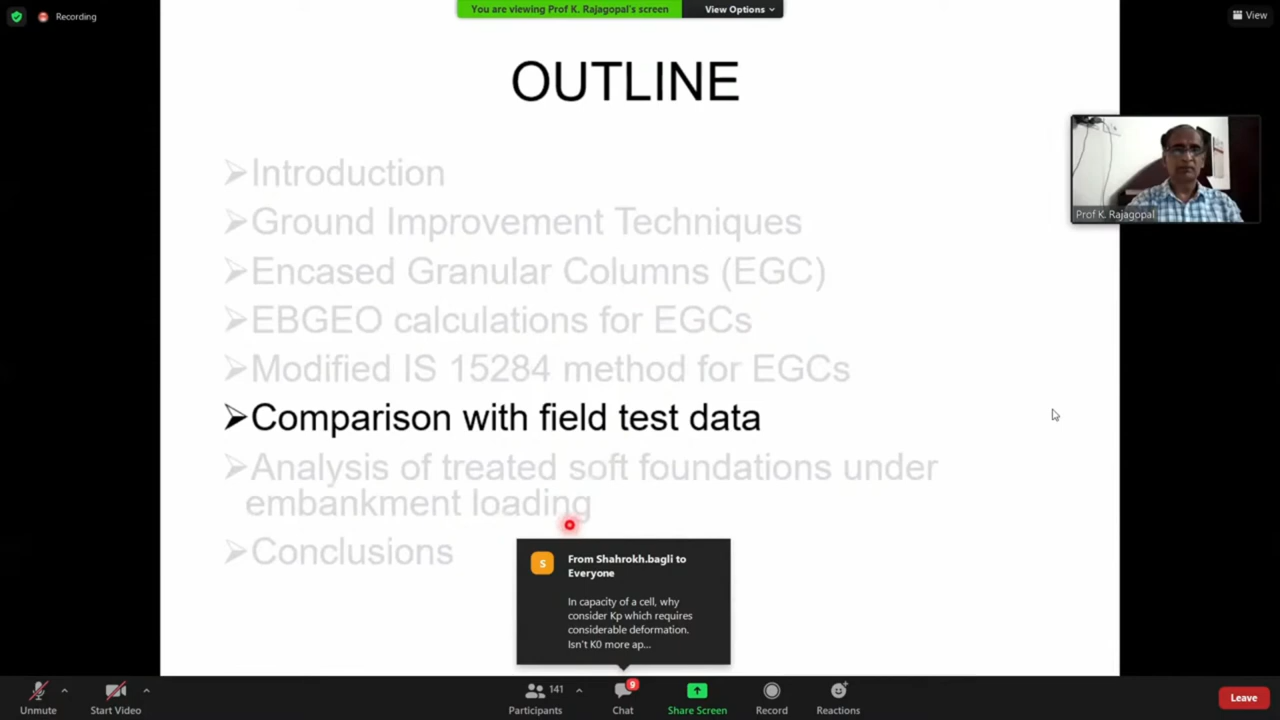 Recording
You are viewing Prof K. Rajagopal's screen
View Options
View
OUTLINE
Introduction
Ground Improvement Techniques
Encased Granular Columns (EGC)
EBGEO calculations for EGCs
Modified IS 15284 method for EGCs
Comparison with field test data
Analysis of treated soft foundations under
embankment loading
Conclusions
Prof K. Rajagopal
S
From Shahrokh.bagli to
Everyone
In capacity of a cell, why
consider Kp which requires
considerable deformation.
Isn't K0 more ap...
Unmute
Start Video
141
Participants
9
Chat
Share Screen
Record
Reactions
Leave